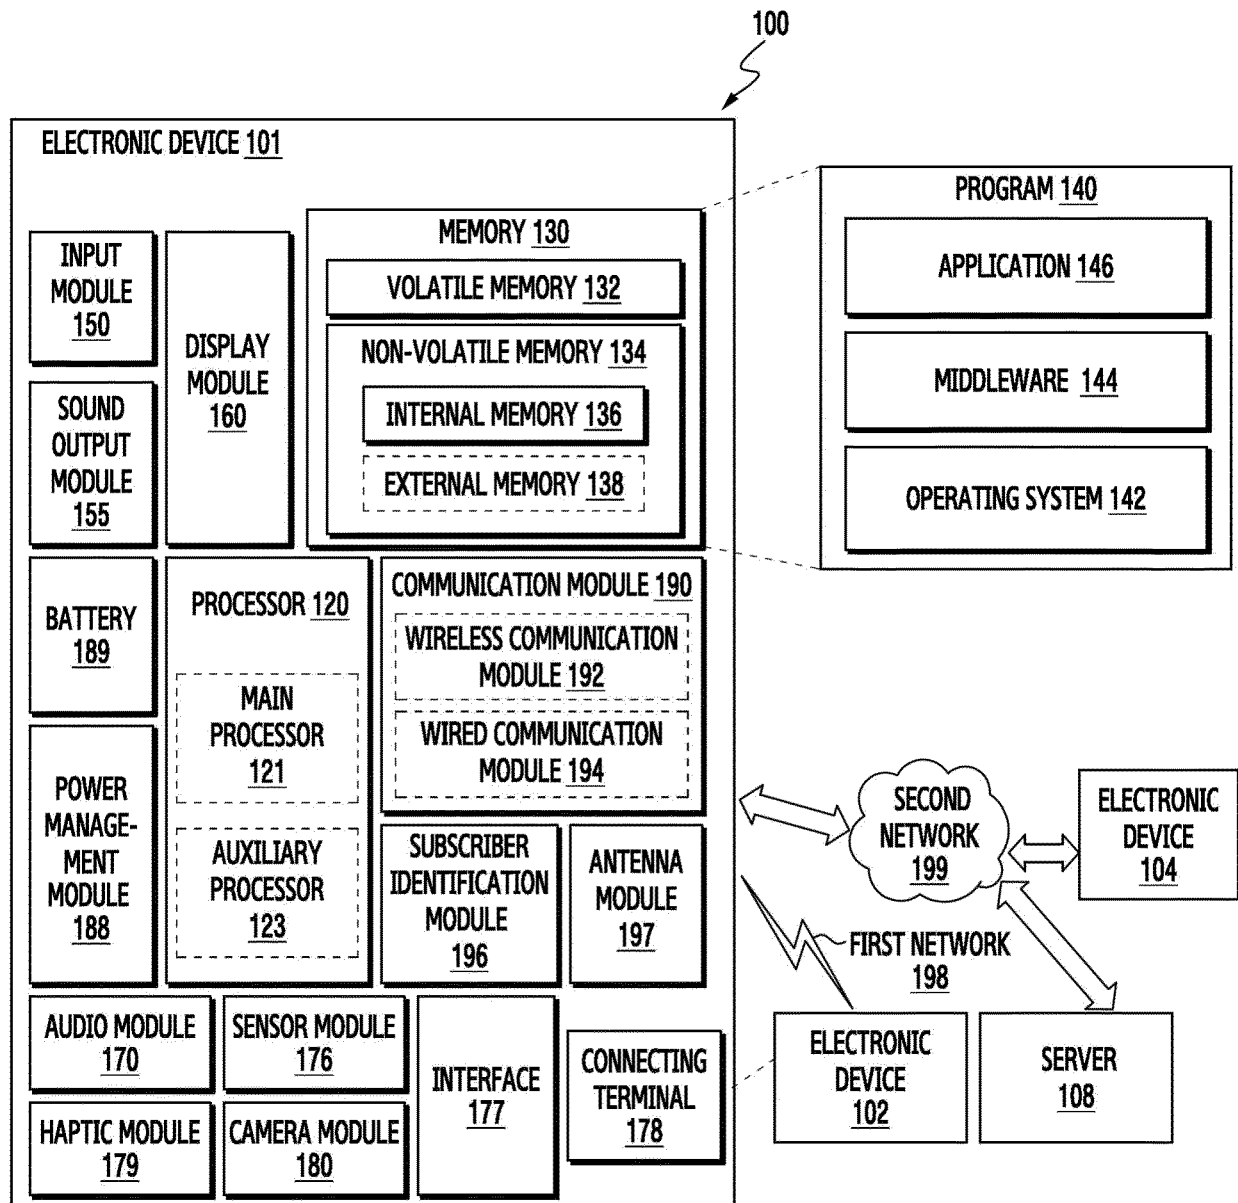 100
ELECTRONIC DEVICE 101
INPUT
MODULE
150
SOUND
OUTPUT
MODULE
155
DISPLAY
MODULE
160
MEMORY 130
VOLATILE MEMORY 132
NON-VOLATILE MEMORY 134
INTERNAL MEMORY 136
EXTERNAL MEMORY 138
PROGRAM 140
APPLICATION 146
MIDDLEWARE 144
OPERATING SYSTEM 142
BATTERY
189
POWER
MANAGE-
MENT MODULE
188
PROCESSOR 120
MAIN
PROCESSOR
121
AUXILIARY
PROCESSOR
123
COMMUNICATION MODULE 190
WIRELESS COMMUNICATION
MODULE 192
WIRED COMMUNICATION
MODULE 194
SUBSCRIBER
IDENTIFICATION
MODULE
196
ANTENNA
MODULE
197
SECOND
NETWORK
199
ELECTRONIC
DEVICE
104
FIRST NETWORK
198
AUDIO MODULE
170
SENSOR MODULE
176
HAPTIC MODULE
179
CAMERA MODULE
180
INTERFACE
177
CONNECTING
TERMINAL
178
ELECTRONIC
DEVICE
102
SERVER
108